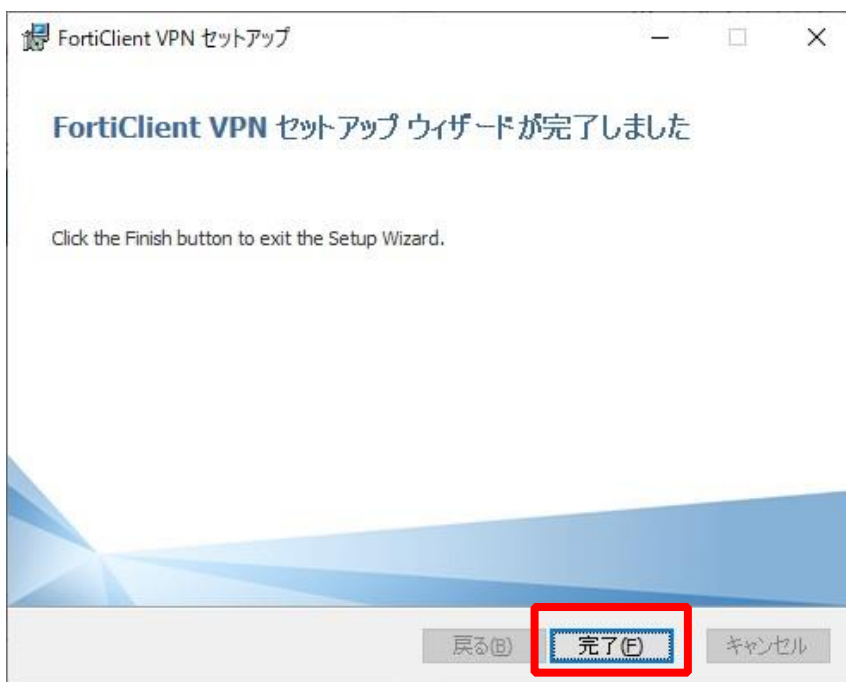 FortiClient VPN セットアップ
FortiClient VPN セットアップ ウィザードが完了しました
Click the Finish button to exit the Setup Wizard.
戻る(B) 完了(F) キャンセル